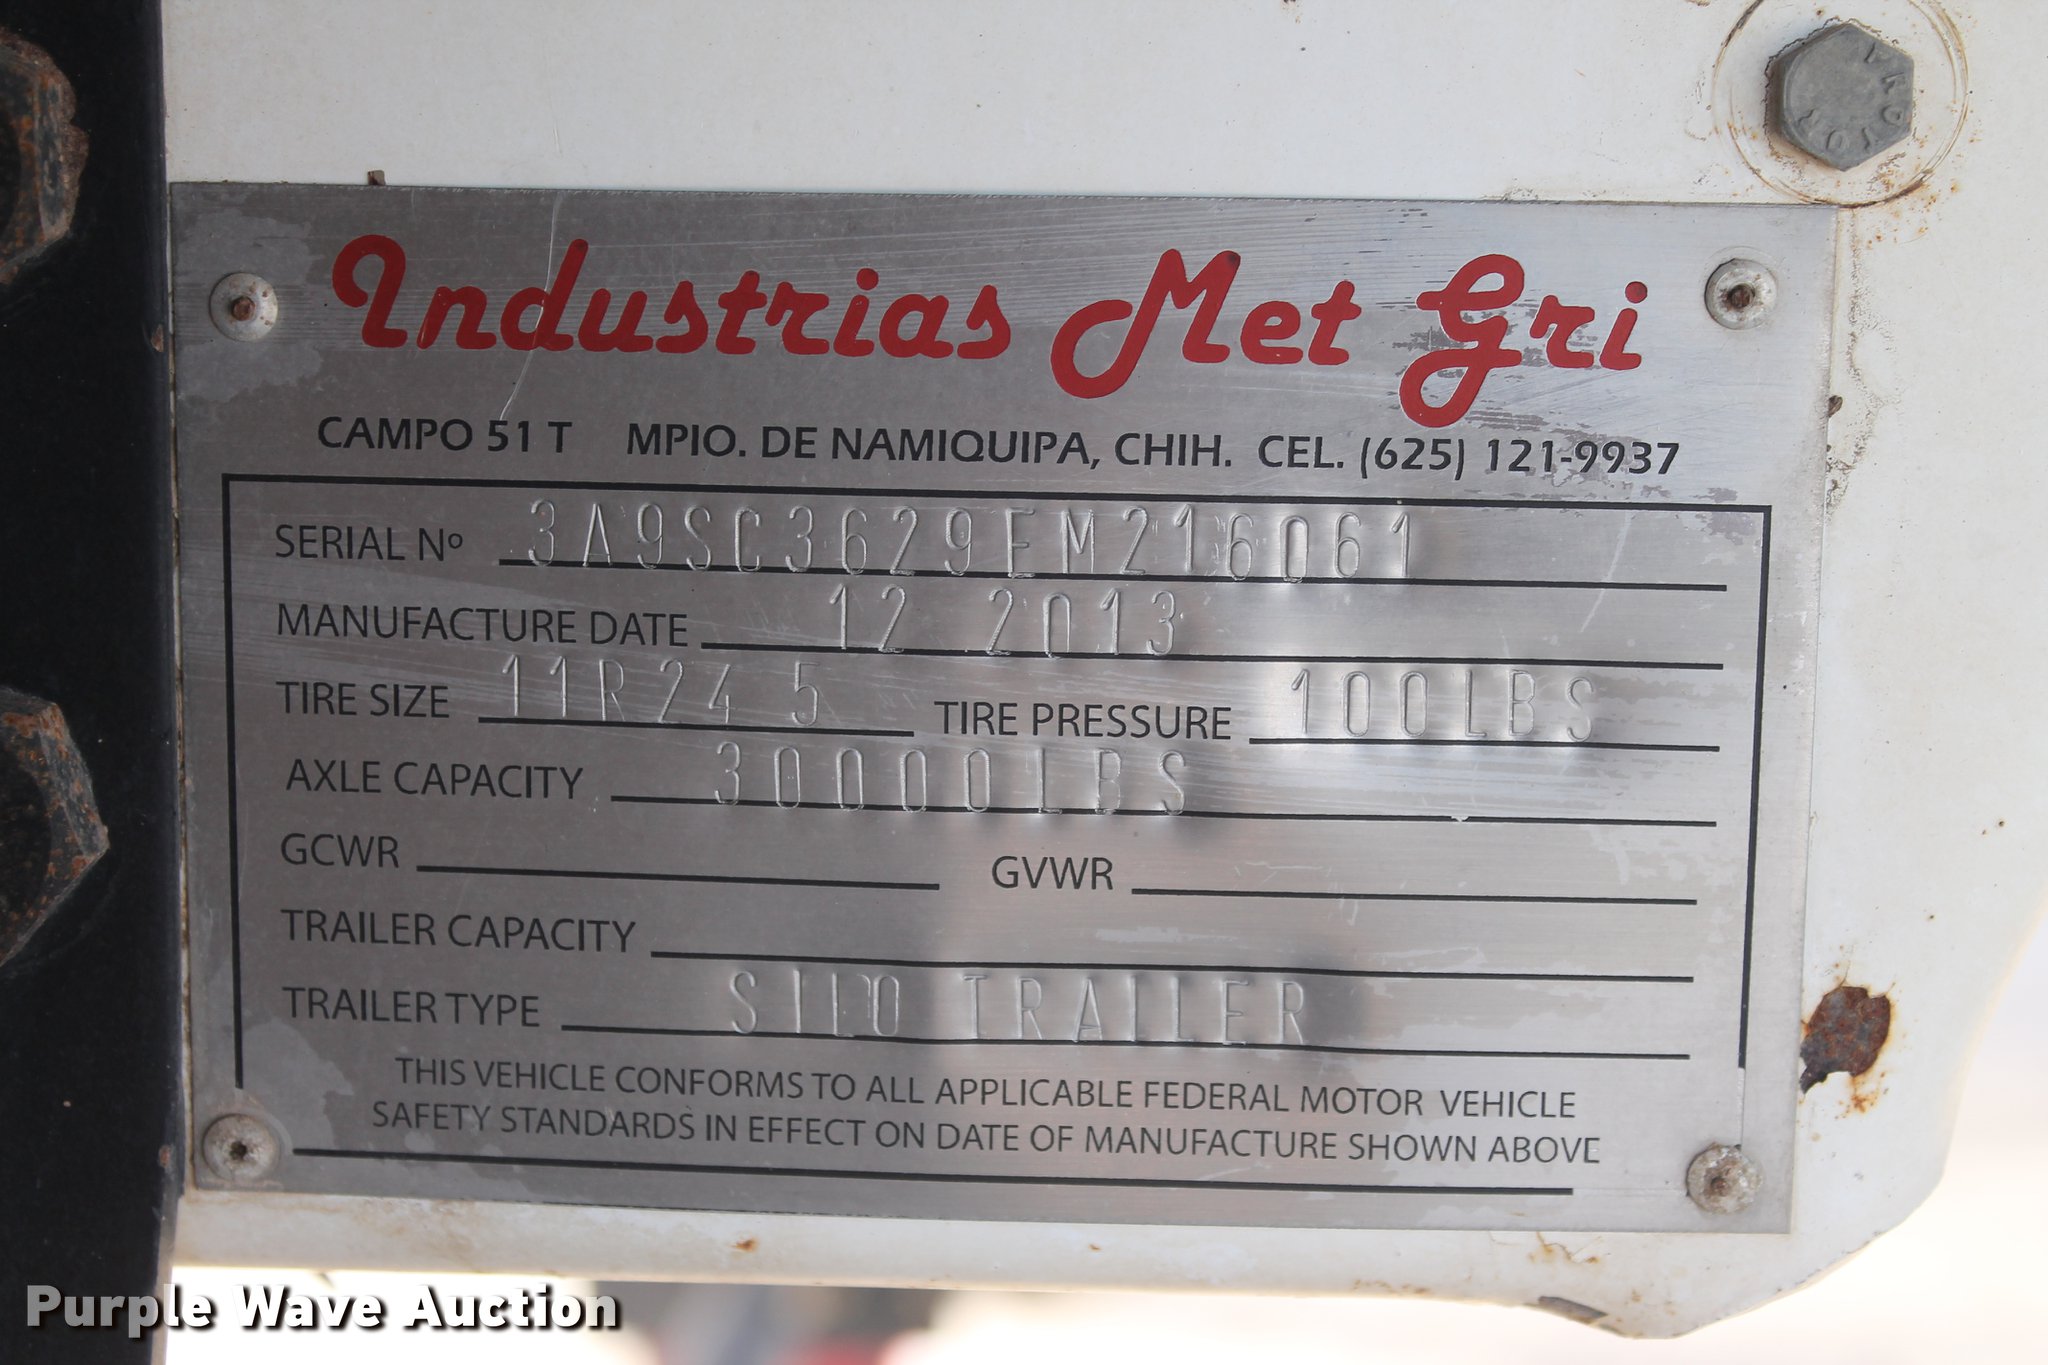 PROTOR
Industrias Met Gri
CAMPO 51 T MPIO. DE NAMIQUIPA, CHIH. CEL. (625) 121-9937
SERIAL Nº 3A9SC3629EM216061
MANUFACTURE DATE 12 2013
TIRE SIZE 11R24 5 TIRE PRESSURE 100LBS
AXLE CAPACITY 30000LBS
GCWR GVWR
TRAILER CAPACITY
TRAILER TYPE SILO TRAILER
THIS VEHICLE CONFORMS TO ALL APPLICABLE FEDERAL MOTOR VEHICLE
SAFETY STANDARDS IN EFFECT ON DATE OF MANUFACTURE SHOWN ABOVE
Purple Wave Auction